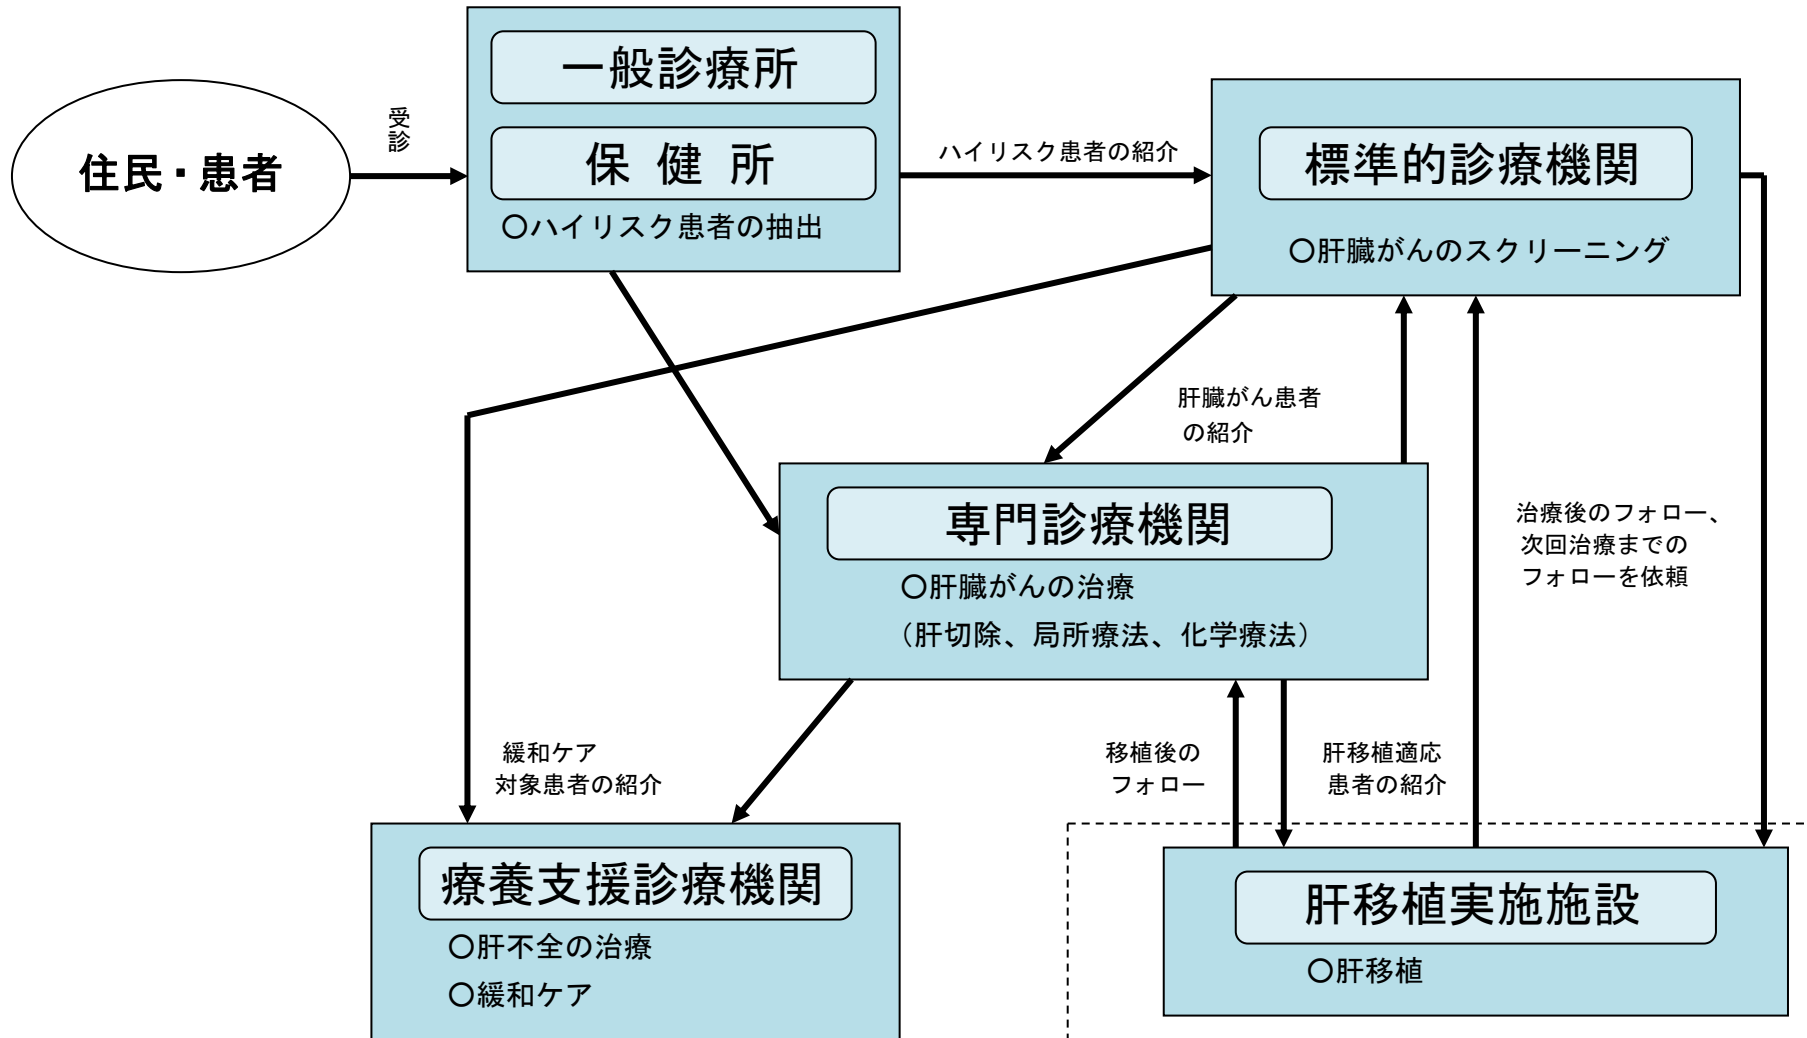 一般診療所
保健所
〇ハイリスク患者の抽出
住民・患者
受診
ハイリスク患者の紹介
標準的診療機関
〇肝臓がんのスクリーニング
肝臓がん患者
の紹介
専門診療機関
〇肝臓がんの治療
（肝切除、局所療法、化学療法）
治療後のフォロー、
次回治療までの
フォローを依頼
緩和ケア
対象患者の紹介
移植後の
フォロー
肝移植適応
患者の紹介
療養支援診療機関
〇肝不全の治療
〇緩和ケア
肝移植実施施設
〇肝移植